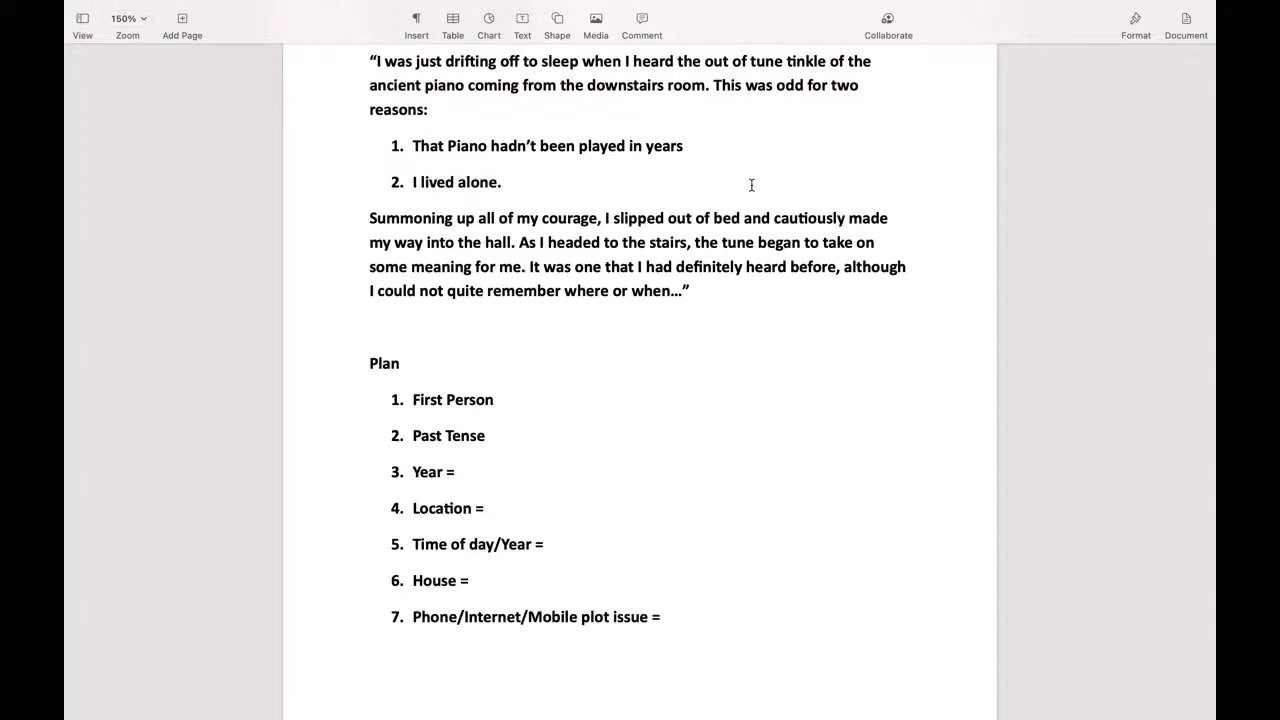 150%
View Zoom Add Page Insert Table Chart Text Shape Media Comment Collaborate Format Document
“I was just drifting off to sleep when I heard the out of tune tinkle of the
ancient piano coming from the downstairs room. This was odd for two
reasons:
1. That Piano hadn’t been played in years
2. I lived alone.
Summoning up all of my courage, I slipped out of bed and cautiously made
my way into the hall. As I headed to the stairs, the tune began to take on
some meaning for me. It was one that I had definitely heard before, although
I could not quite remember where or when…”
Plan
1. First Person
2. Past Tense
3. Year =
4. Location =
5. Time of day/Year =
6. House =
7. Phone/Internet/Mobile plot issue =